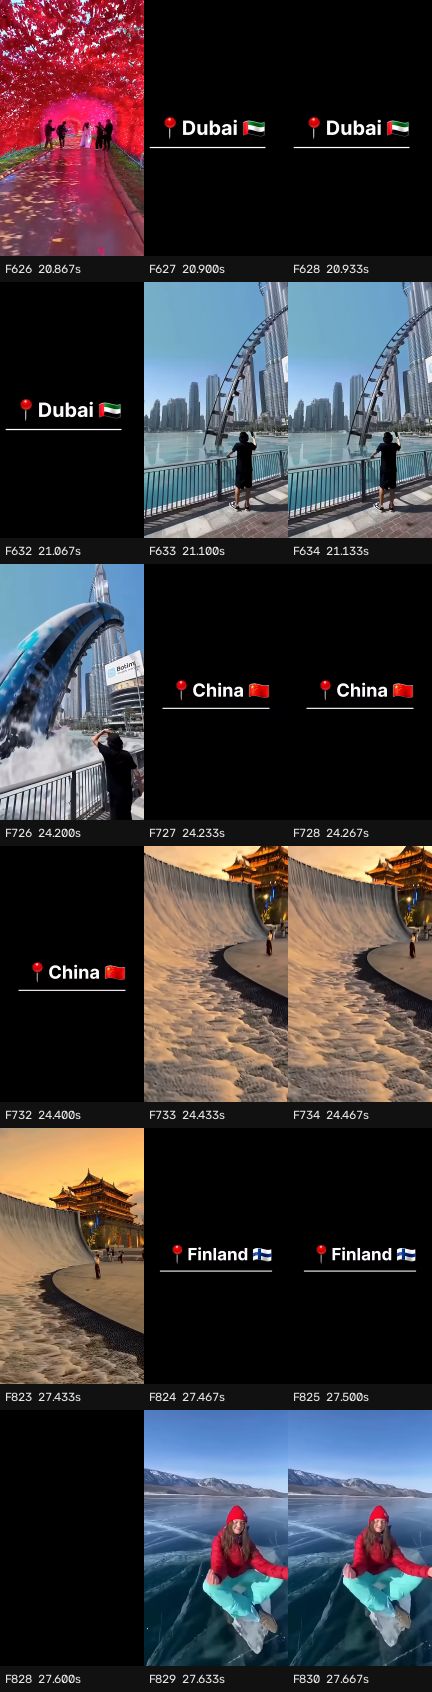 F626 20.867s
📍Dubai 🇦🇪
F627 20.900s
📍Dubai 🇦🇪
F628 20.933s
📍Dubai 🇦🇪
F632 21.067s
F633 21.100s
F634 21.133s
Botim
F726 24.200s
📍China 🇨🇳
F727 24.233s
📍China 🇨🇳
F728 24.267s
📍China 🇨🇳
F732 24.400s
F733 24.433s
F734 24.467s
F823 27.433s
📍Finland 🇫🇮
F824 27.467s
📍Finland 🇫🇮
F825 27.500s
F828 27.600s
F829 27.633s
F830 27.667s